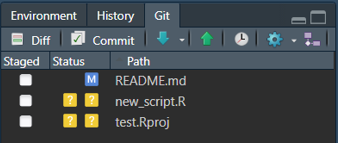 Environment History Git
Diff Commit
Staged Status Path
M README.md
? ? new_script.R
? ? test.Rproj